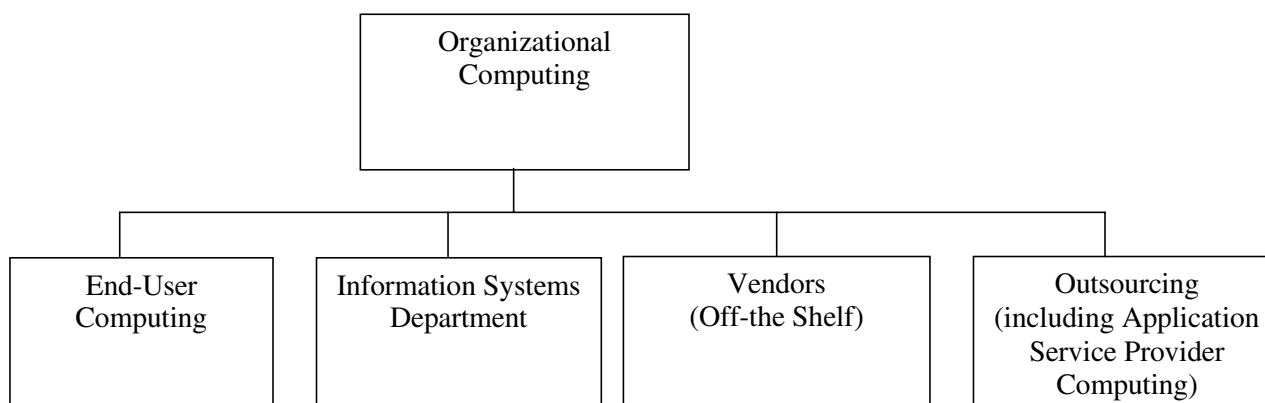 Organizational
Computing
End-User
Computing
Information Systems
Department
Vendors
(Off-the Shelf)
Outsourcing
(including Application
Service Provider
Computing)